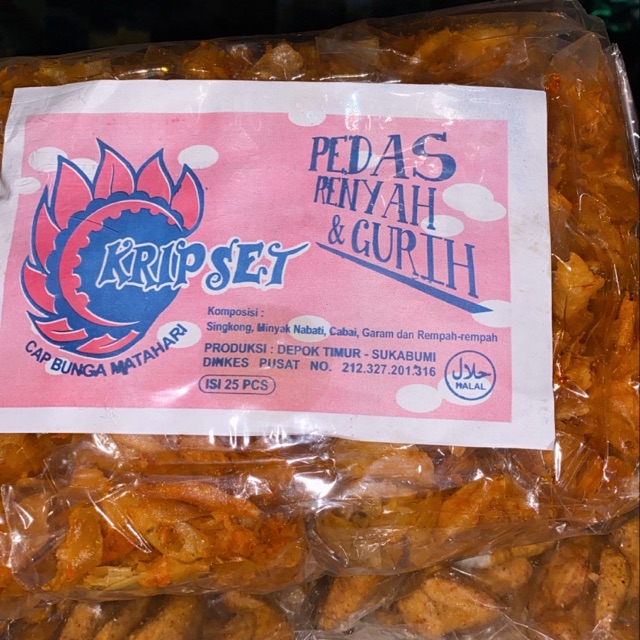 PEDAS
RENYAH
& GURIH
KRIPSET
CAP BUNGA MATAHARI
Komposisi :
Singkong, Minyak Nabati, Cabai, Garam dan Rempah-rempah
PRODUKSI : DEPOK TIMUR - SUKABUMI
DINKES PUSAT NO. 212.327.201.316
ISI 25 PCS
حلال
HALAL